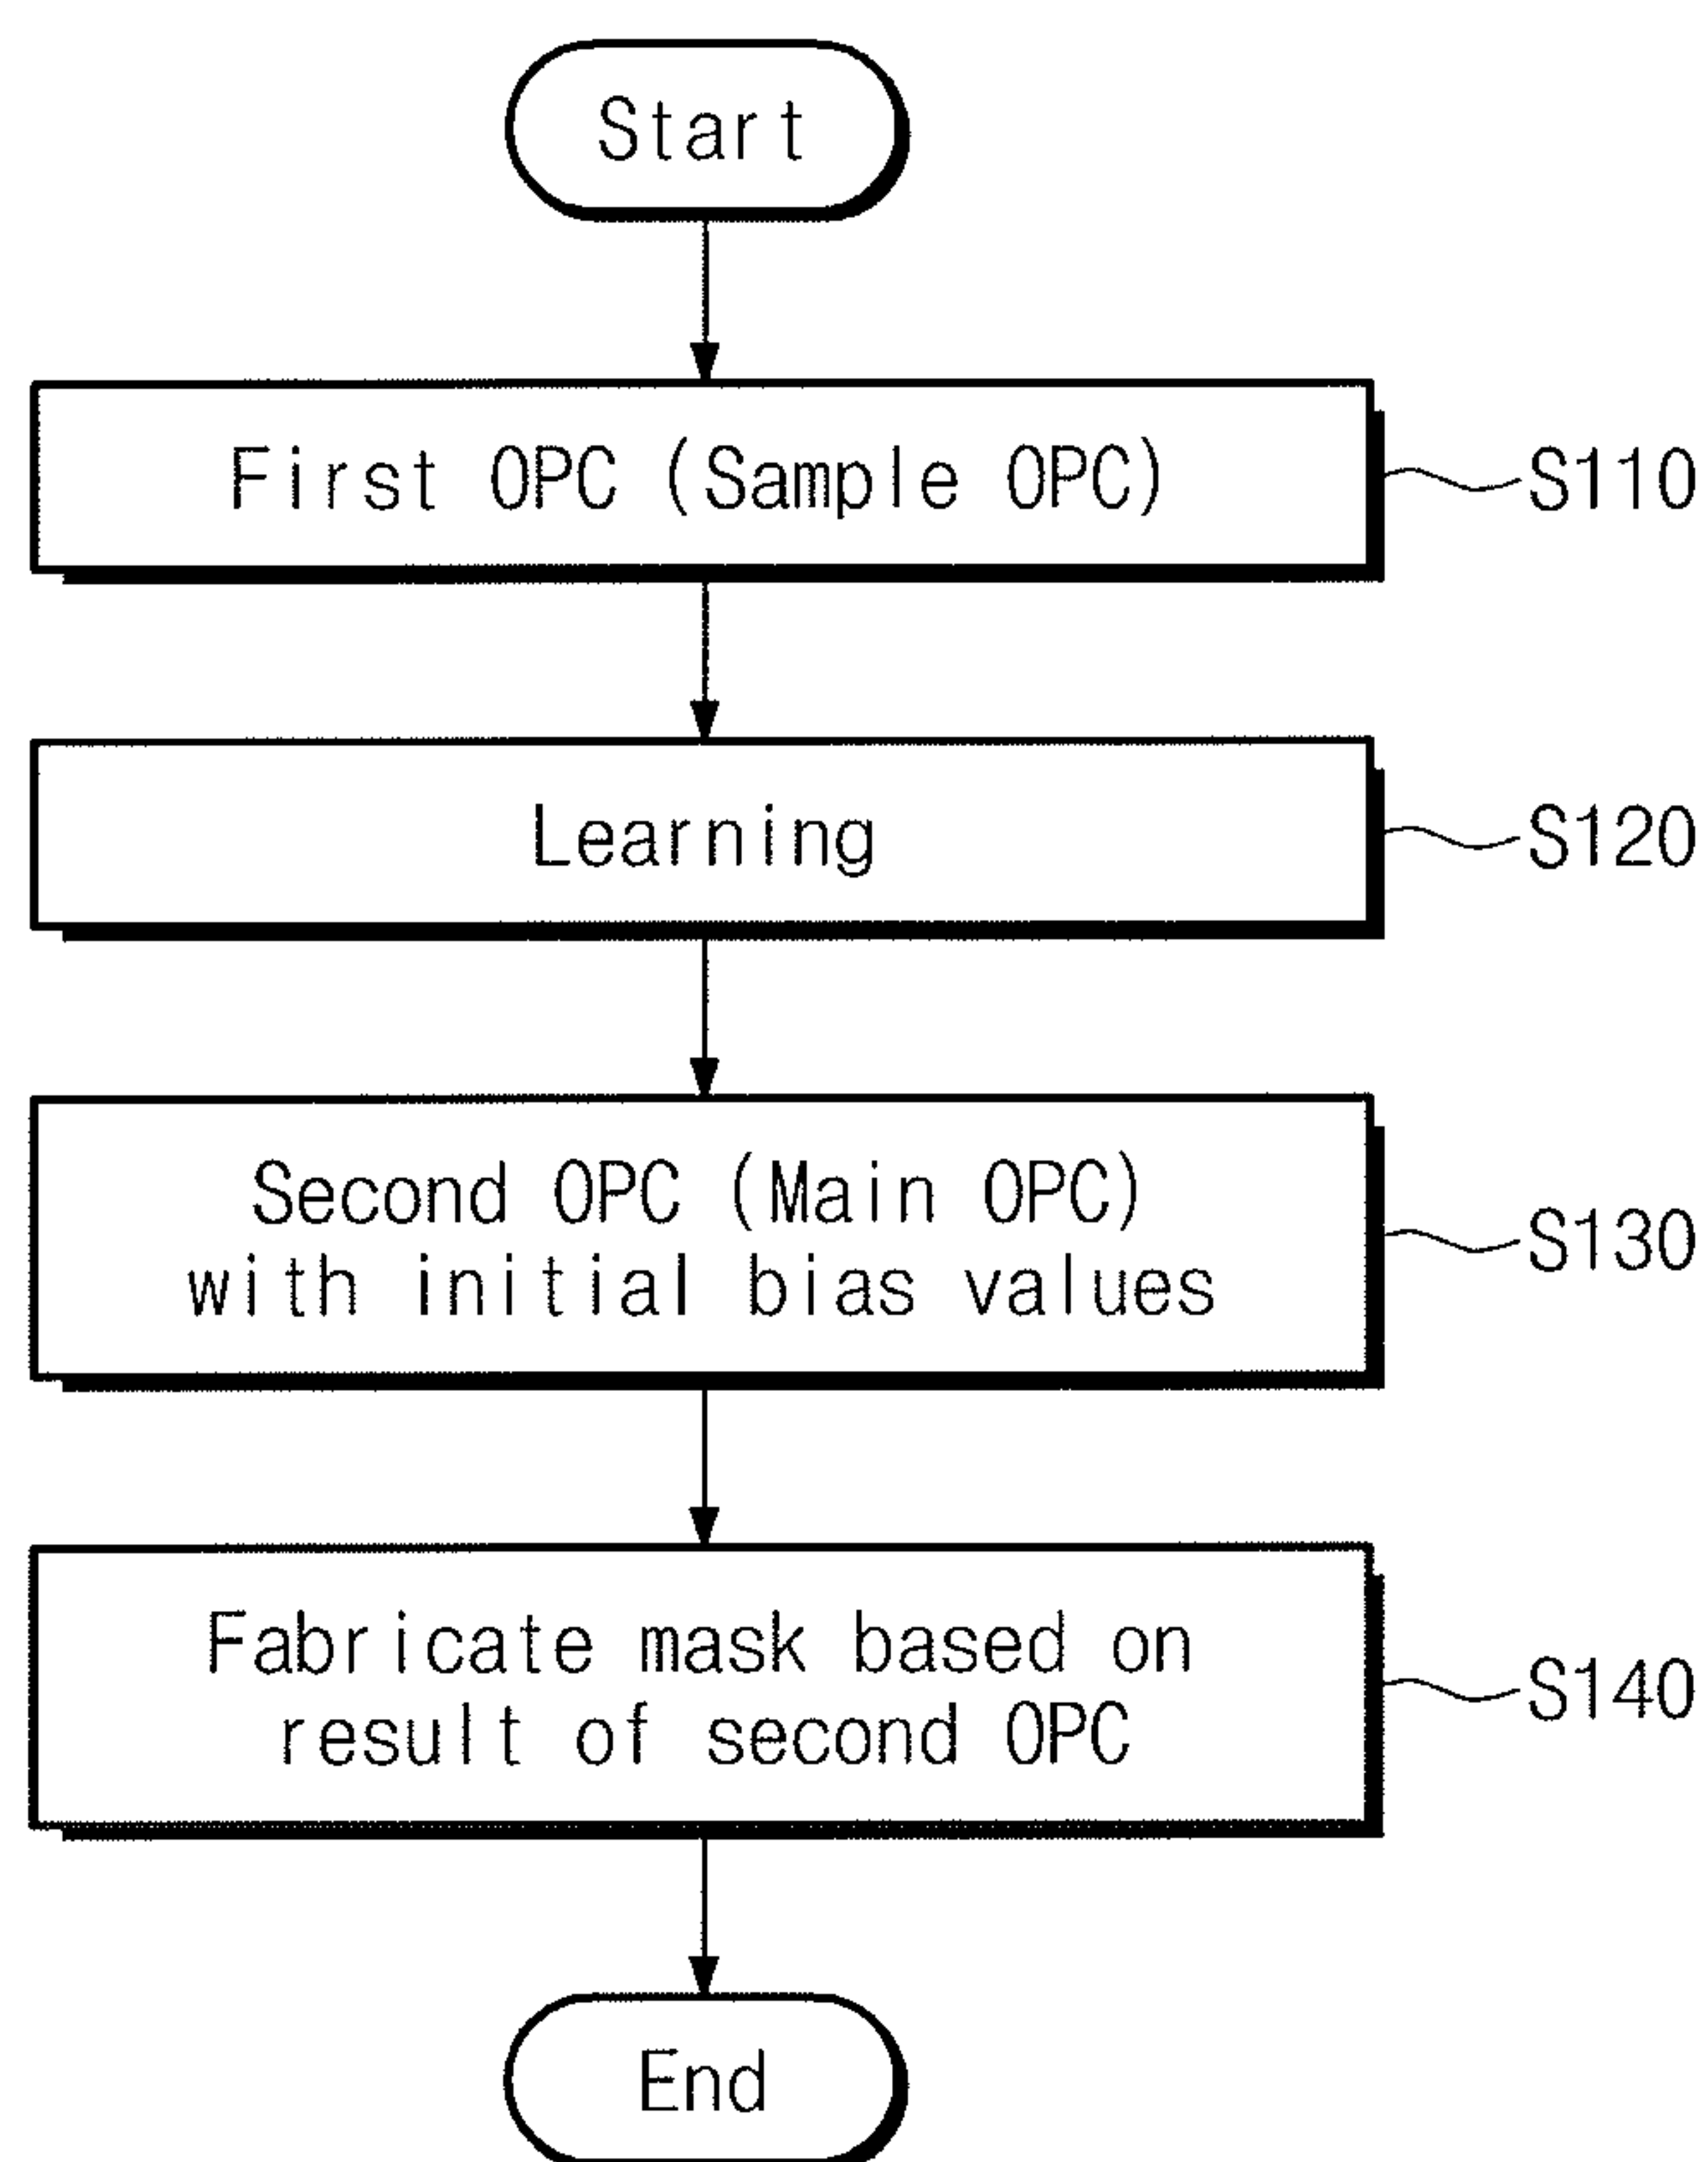 Start
First OPC (Sample OPC)
S110
Learning
S120
Second OPC (Main OPC)
with initial bias values
S130
Fabricate mask based on
result of second OPC
S140
End